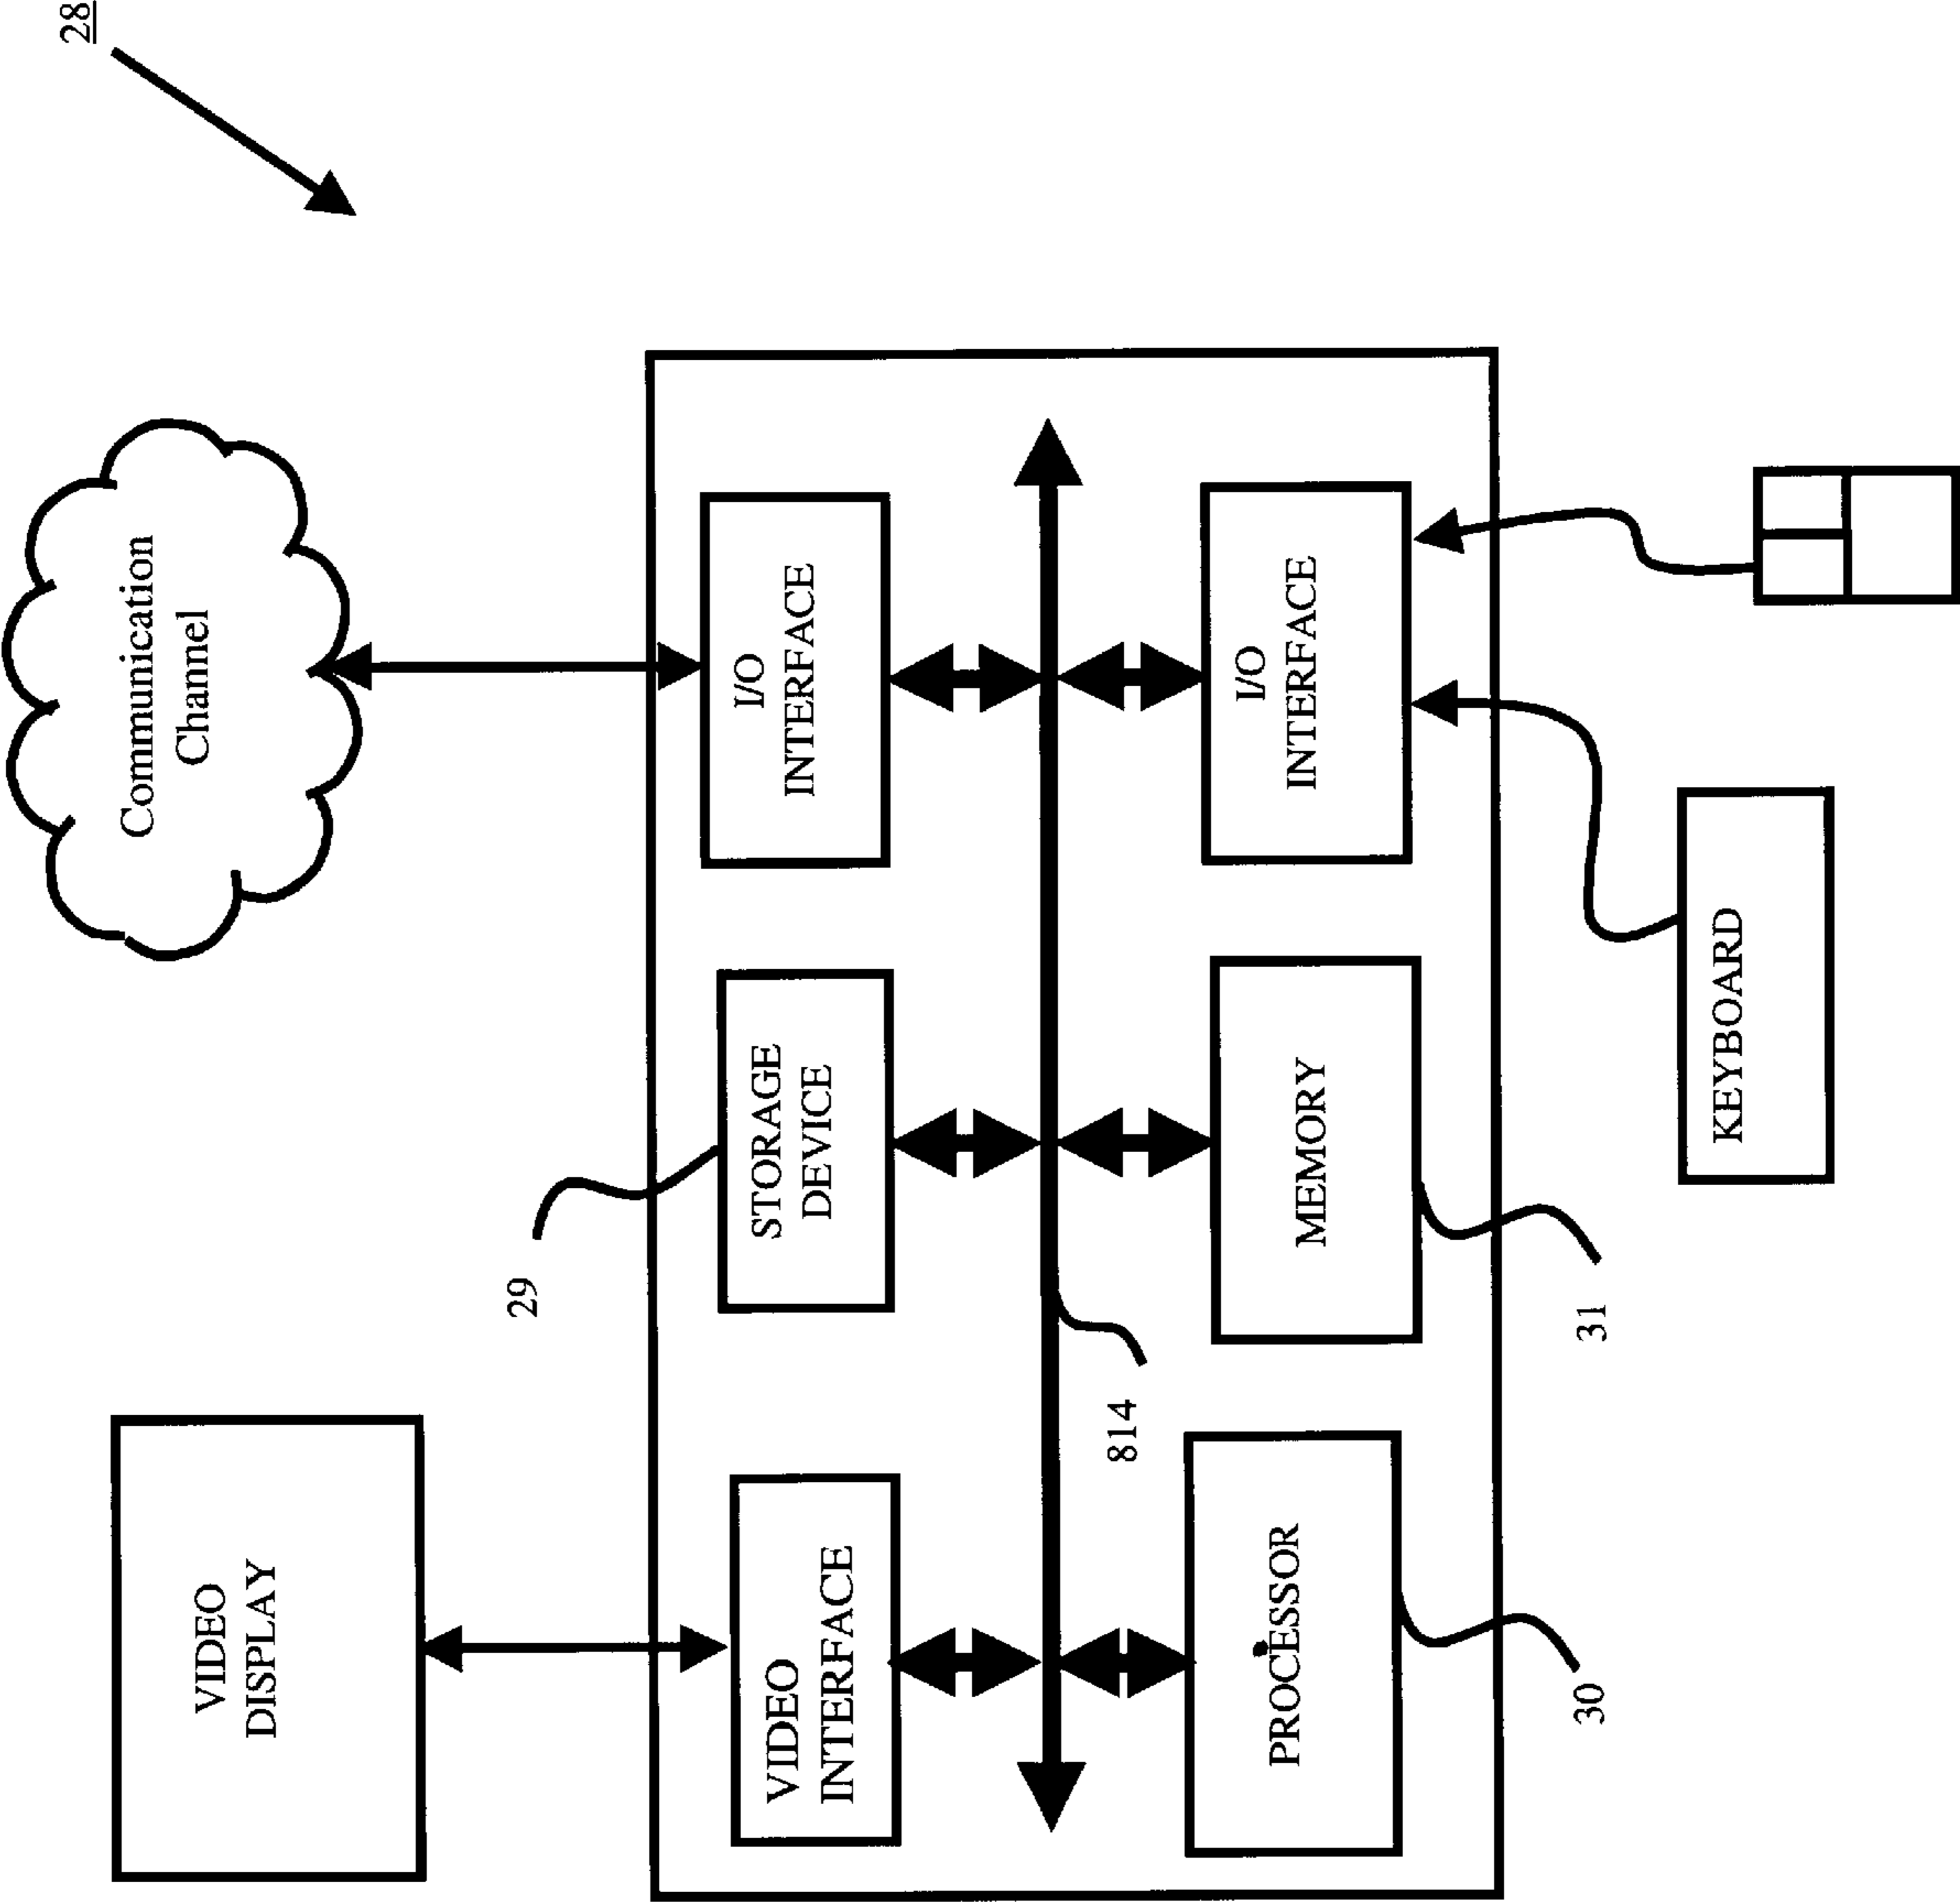 28
Communication
Channel
VIDEO
DISPLAY
29
VIDEO
INTERFACE
STORAGE
DEVICE
I/O
INTERFACE
814
PROCESSOR
MEMORY
I/O
INTERFACE
30
31
KEYBOARD